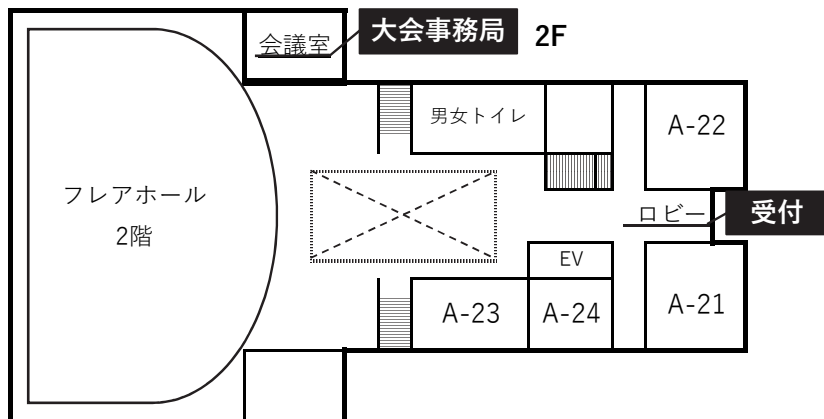 会議室
大会事務局
2F
男女トイレ
A-22
フレアホール
2階
ロビー
受付
EV
A-23
A-24
A-21